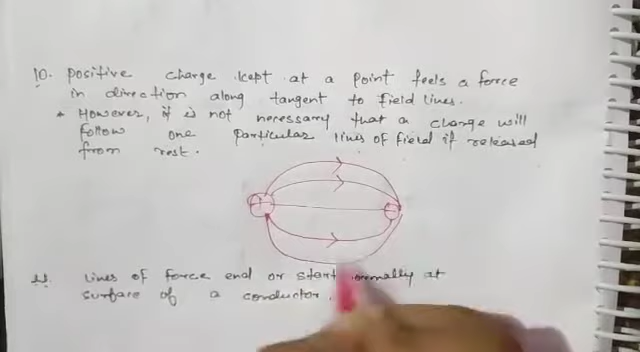 10. Positive charge kept at a point feels a force
in direction along tangent to field lines.
* However, it is not necessary that a charge will
follow one particular lines of field if released
from rest.
+
11. Lines of force end or start normally at
surface of a conductor.